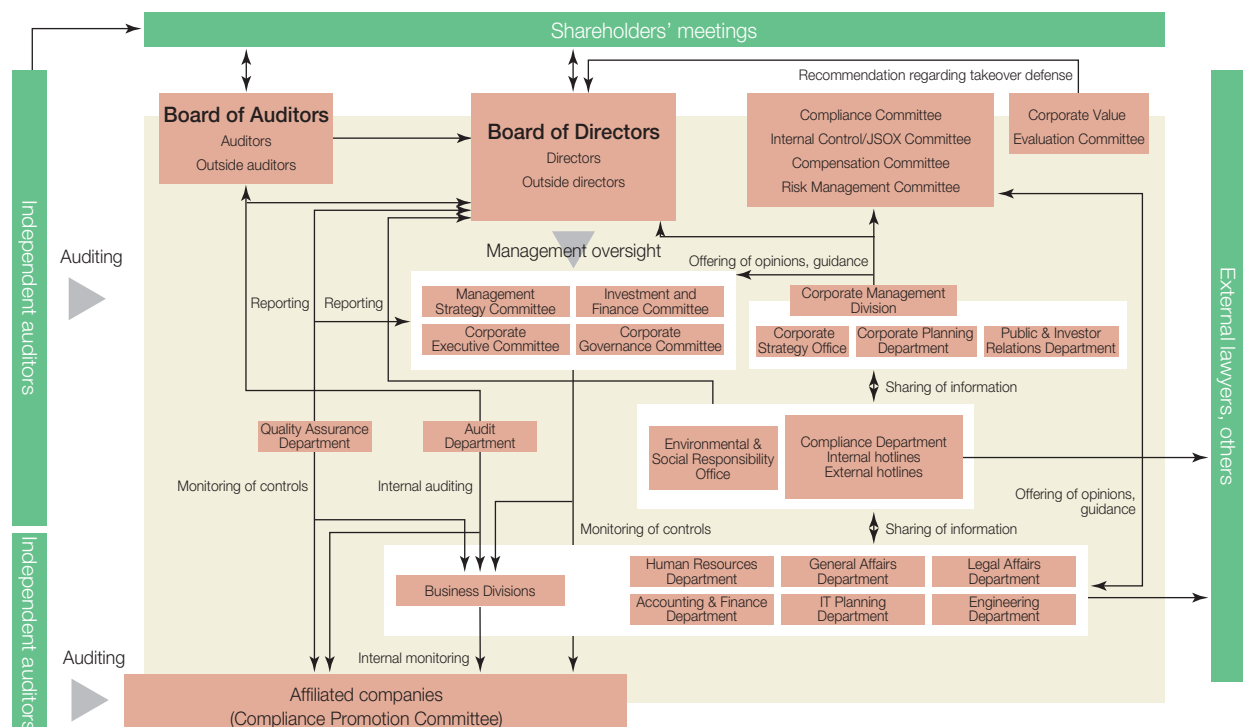 Shareholders' meetings
Recommendation regarding takeover defense
Board of Auditors
Auditors
Outside auditors
Board of Directors
Directors
Outside directors
Compliance Committee
Internal Control/JSOX Committee
Compensation Committee
Risk Management Committee
Corporate Value
Evaluation Committee
Independent auditors
Auditing
Management oversight
Offering of opinions, guidance
Reporting
Reporting
Management
Strategy Committee
Investment and
Finance Committee
Corporate
Executive Committee
Corporate
Governance Committee
Corporate Management
Division
Corporate
Strategy Office
Corporate Planning
Department
Public & Investor
Relations Department
External lawyers, others
Sharing of information
Quality Assurance
Department
Audit
Department
Environmental &
Social Responsibility
Office
Compliance Department
Internal hotlines
External hotlines
Monitoring of controls
Internal auditing
Offering of opinions,
guidance
Monitoring of controls
Sharing of information
Independent auditors
Business Divisions
Human Resources
Department
General Affairs
Department
Legal Affairs
Department
Accounting & Finance
Department
IT Planning
Department
Engineering
Department
Auditing
Internal monitoring
Affiliated companies
(Compliance Promotion Committee)